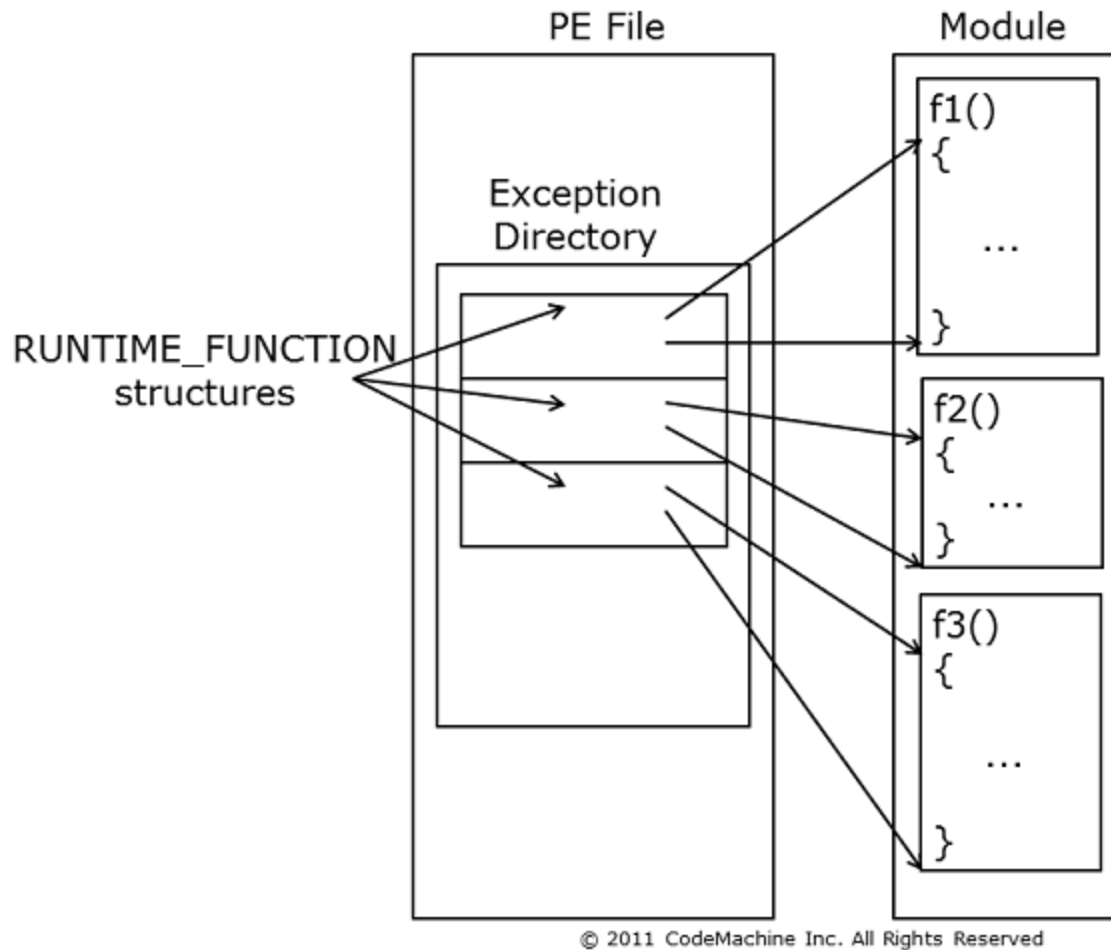 PE File
Module
Exception
Directory
RUNTIME_FUNCTION
structures
f1()
{
...
}
f2()
{
...
}
f3()
{
...
}
© 2011 CodeMachine Inc. All Rights Reserved